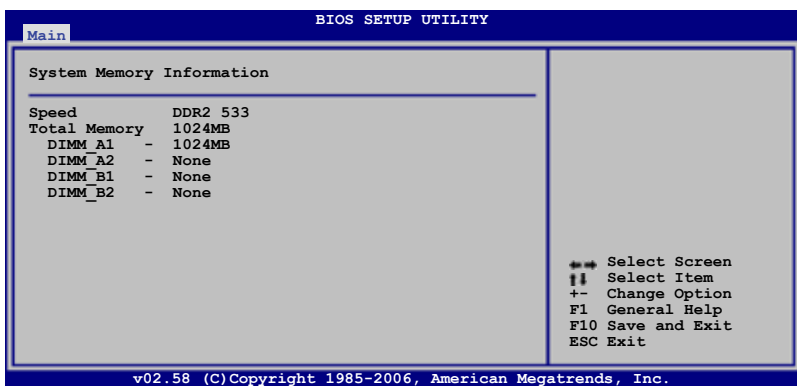 BIOS SETUP UTILITY
Main
System Memory Information
Speed DDR2 533
Total Memory 1024MB
DIMM_A1 - 1024MB
DIMM_A2 - None
DIMM_B1 - None
DIMM_B2 - None
Select Screen
Select Item
+- Change Option
F1 General Help
F10 Save and Exit
ESC Exit
v02.58 (C)Copyright 1985-2006, American Megatrends, Inc.